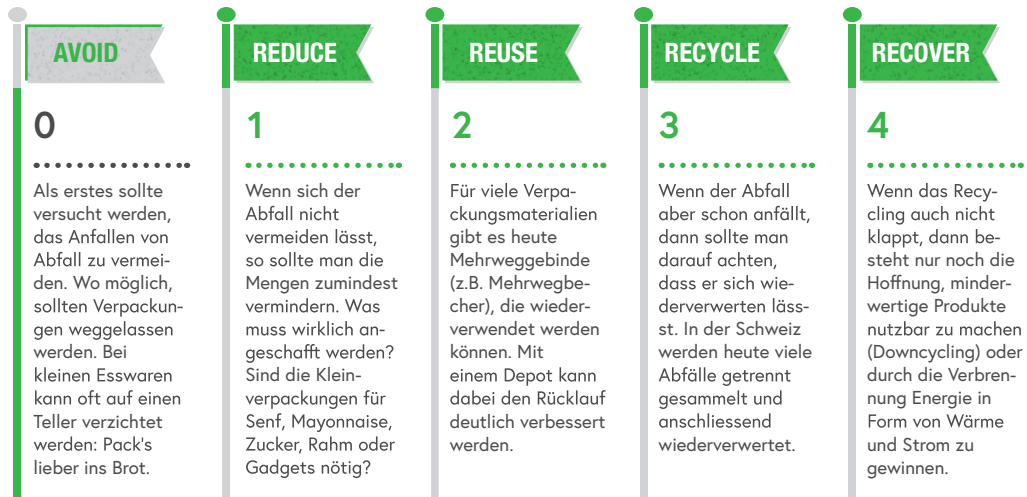 AVOID
0
Als erstes sollte
versucht werden,
das Anfallen von
Abfall zu vermei-
den. Wo möglich,
sollten Verpackun-
gen weggelassen
werden. Bei
kleinen Esswaren
kann oft auf einen
Teller verzichtet
werden: Pack's
lieber ins Brot.
REDUCE
1
Wenn sich der
Abfall nicht
vermeiden lässt,
so sollte man die
Mengen zumindest
vermindern. Was
muss wirklich an-
geschafft werden?
Sind die Klein-
verpackungen für
Senf, Mayonnaise,
Zucker, Rahm oder
Gadgets nötig?
REUSE
2
Für viele Verpa-
ckungsmaterialien
gibt es heute
Mehrweggebinde
(z.B. Mehrwegbe-
cher), die wieder-
verwendet werden
können. Mit
einem Depot kann
dabei den Rücklauf
deutlich verbessert
werden.
RECYCLE
3
Wenn der Abfall
aber schon anfällt,
dann sollte man
darauf achten,
dass er sich wie-
derverwerten läss-
st. In der Schweiz
werden heute viele
Abfälle getrennt
gesammelt und
anschliessend
wiederverwertet.
RECOVER
4
Wenn das Recy-
cling auch nicht
klappt, dann be-
steht nur noch die
Hoffnung, minder-
wertige Produkte
nutzbar zu machen
(Downcycling) oder
durch die Verbren-
nung Energie in
Form von Wärme
und Strom zu
gewinnen.